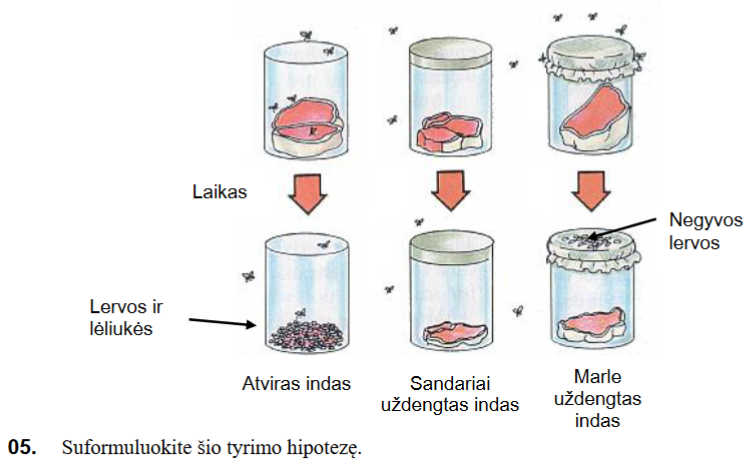 Laikas
Negyvos
lervos
Lervos ir
lėliukės
Atviras indas
Sandariai
uždengtas indas
Marle
uždengtas
indas
05. Suformuluokite šio tyrimo hipotezę.